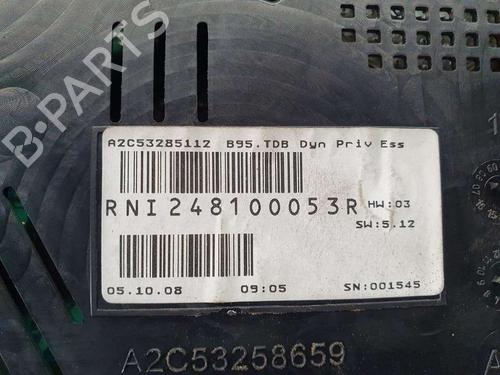 B-PARTS
A2C53285112 B95.TDB Dyn Priv Ess
RNI248100053R HW:03
SW:5.12
05.10.08 09:05 SN:001545
A2C53258659